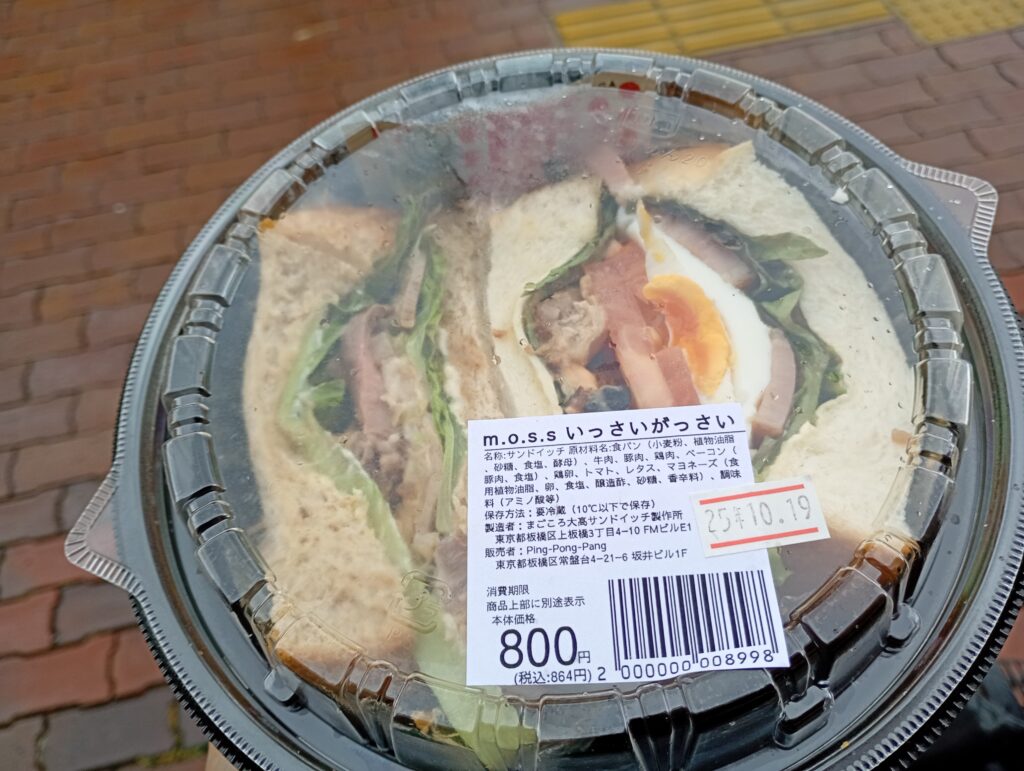 m.o.s.s いっさいがっさい
名称:サンドイッチ 原材料名:食パン（小麦粉、植物油脂
、砂糖、食塩、酵母）、牛肉、豚肉、鶏肉、ベーコン（
豚肉、食塩）、鶏卵、トマト、レタス、マヨネーズ（食
用植物油脂、卵、食塩、醸造酢、砂糖、香辛料）、調味
料（アミノ酸等）
保存方法：要冷蔵（10℃以下で保存）
製造者：まごころ大高サンドイッチ製作所
東京都板橋区上板橋3丁目4−10 FMビルE1
販売者：Ping-Pong-Pang
東京都板橋区常盤台4−21−6 坂井ビル1F
25年10.19
消費期限
商品上部に別途表示
本体価格
800円
(税込:864円)
2 000000 008998